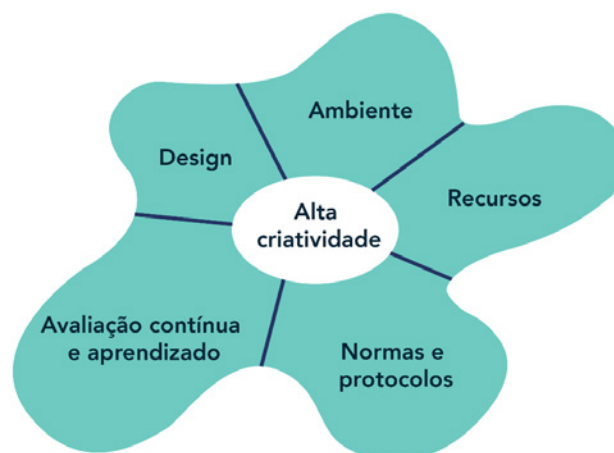 Ambiente
Design
Recursos
Alta
criatividade
Avaliação contínua
e aprendizado
Normas e
protocolos